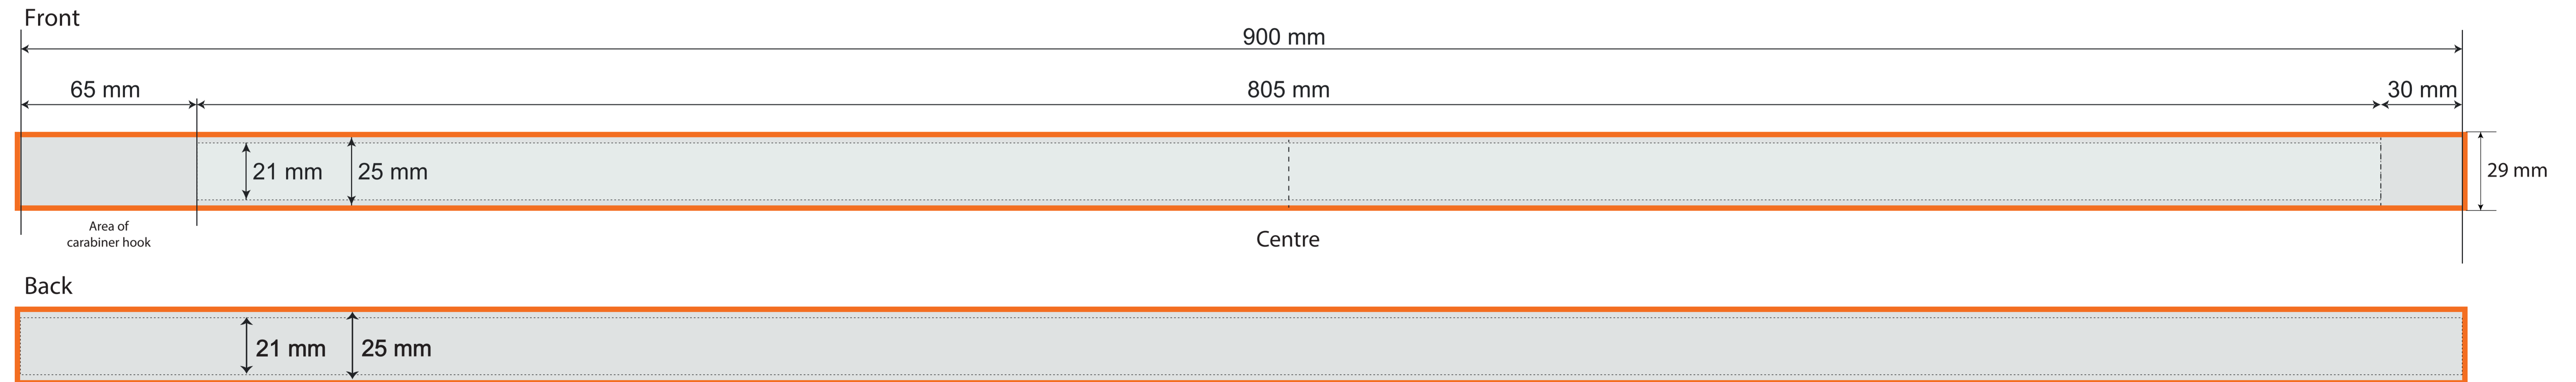 Front
900 mm
65 mm
805 mm
30 mm
21 mm
25 mm
29 mm
Area of
carabiner hook
Centre
Back
21 mm
25 mm